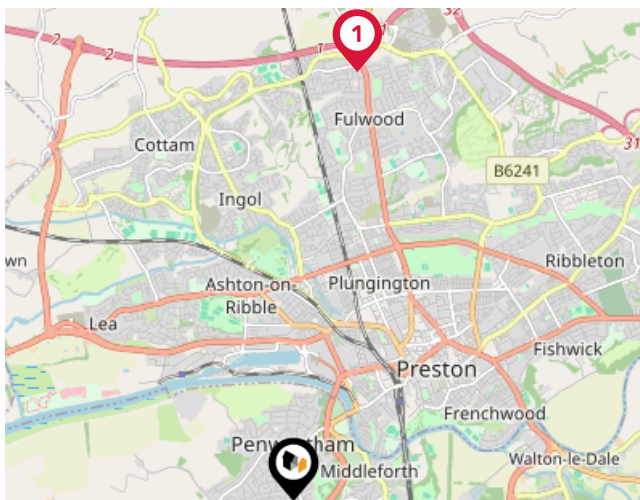 32
2
2
1
1
Fulwood
Cottam
31
B6241
Ingol
Ribbleton
wn
Ashton-on-
Ribble
Plungington
Lea
Fishwick
Preston
Frenchwood
Middleforth
Walton-le-Dale